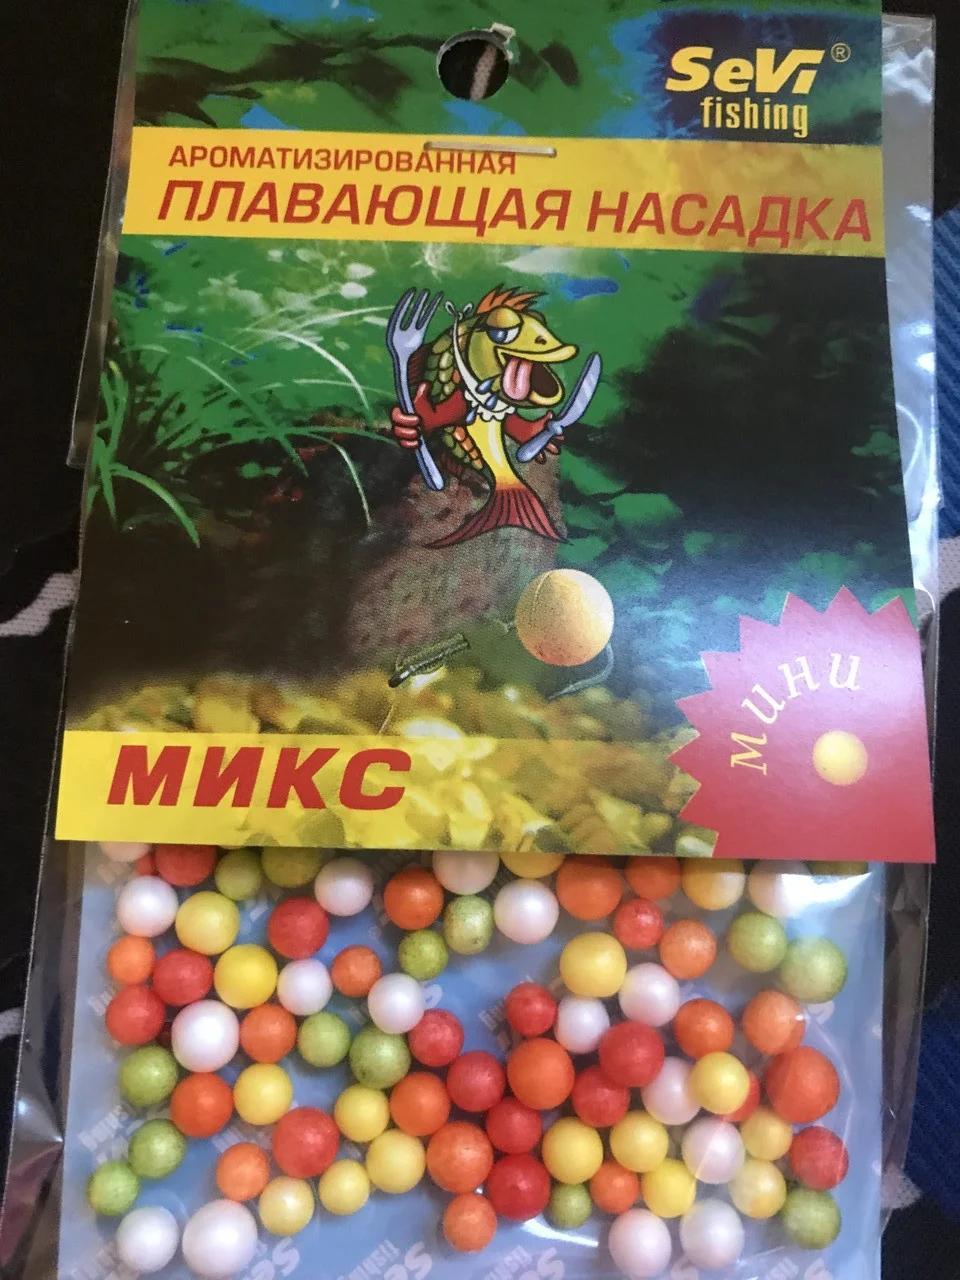 SeVi ®
fishing
АРОМАТИЗИРОВАННАЯ
ПЛАВАЮЩАЯ НАСАДКА
мини
МИКС